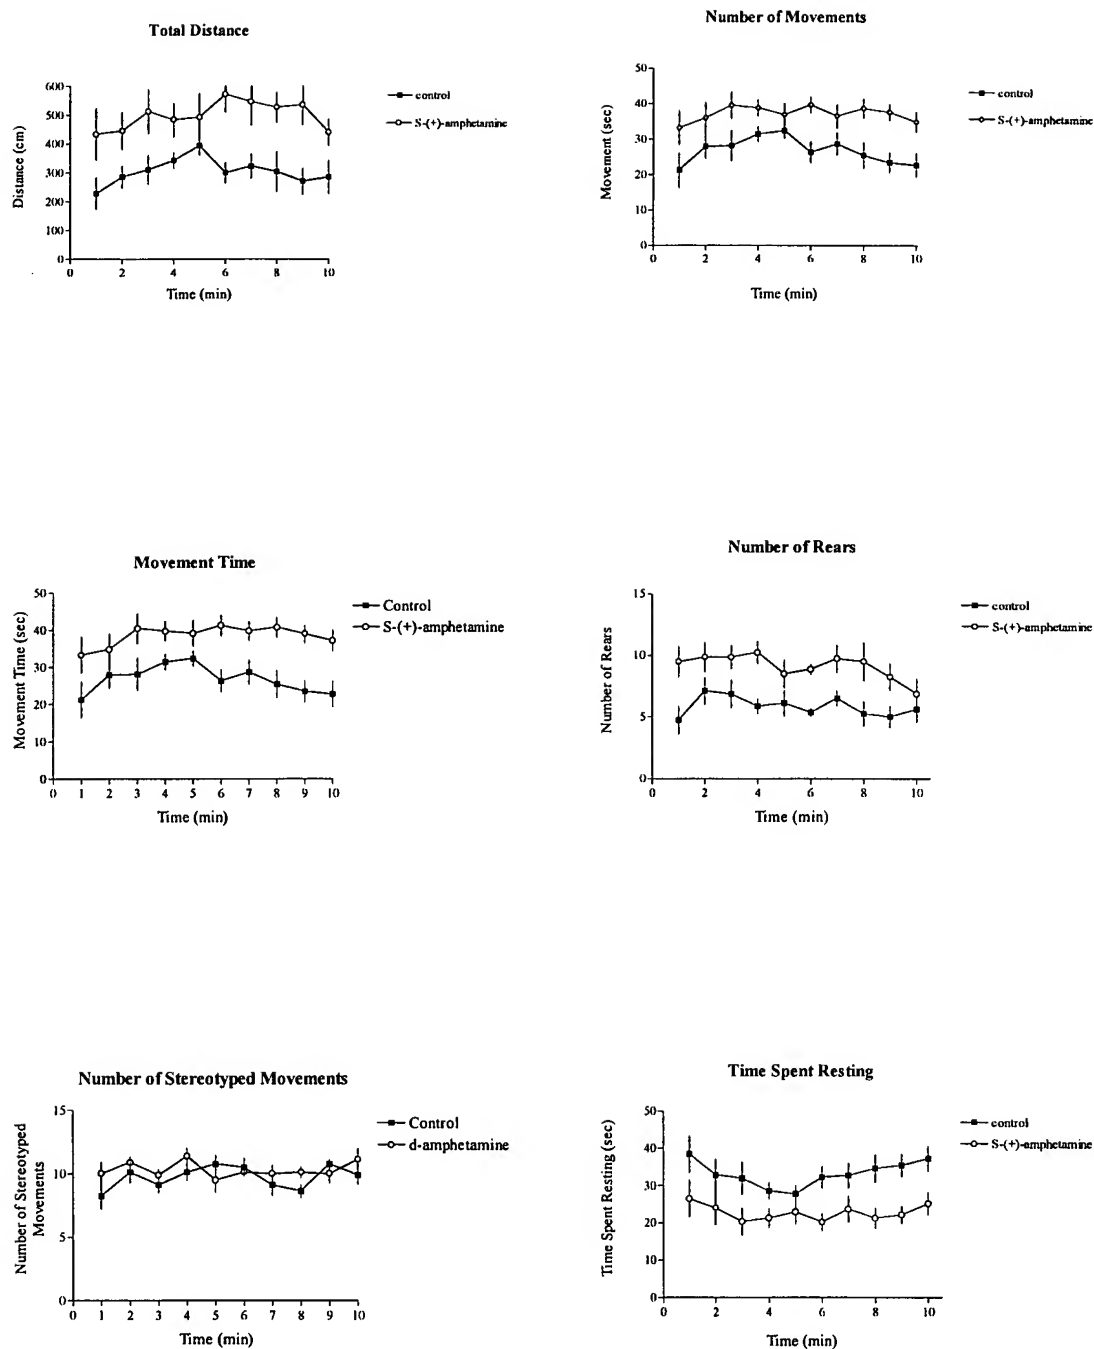 Total Distance
600
500
400
300
200
100
0
Distance (cm)
0 2 4 6 8 10
Time (min)
control
S-(+)-amphetamine
Number of Movements
50
40
30
20
10
0
Movement (sec)
0 2 4 6 8 10
Time (min)
control
S-(+)-amphetamine
Movement Time
50
40
30
20
10
0
Movement Time (sec)
0 1 2 3 4 5 6 7 8 9 10
Time (min)
Control
S-(+)-amphetamine
Number of Rears
15
10
5
0
Number of Rears
0 2 4 6 8 10
Time (min)
control
S-(+)-amphetamine
Number of Stereotyped Movements
15
10
5
0
Number of Stereotyped
Movements
0 1 2 3 4 5 6 7 8 9 10
Time (min)
Control
d-amphetamine
Time Spent Resting
50
40
30
20
10
0
Time Spent Resting (sec)
0 2 4 6 8 10
Time (min)
control
S-(+)-amphetamine